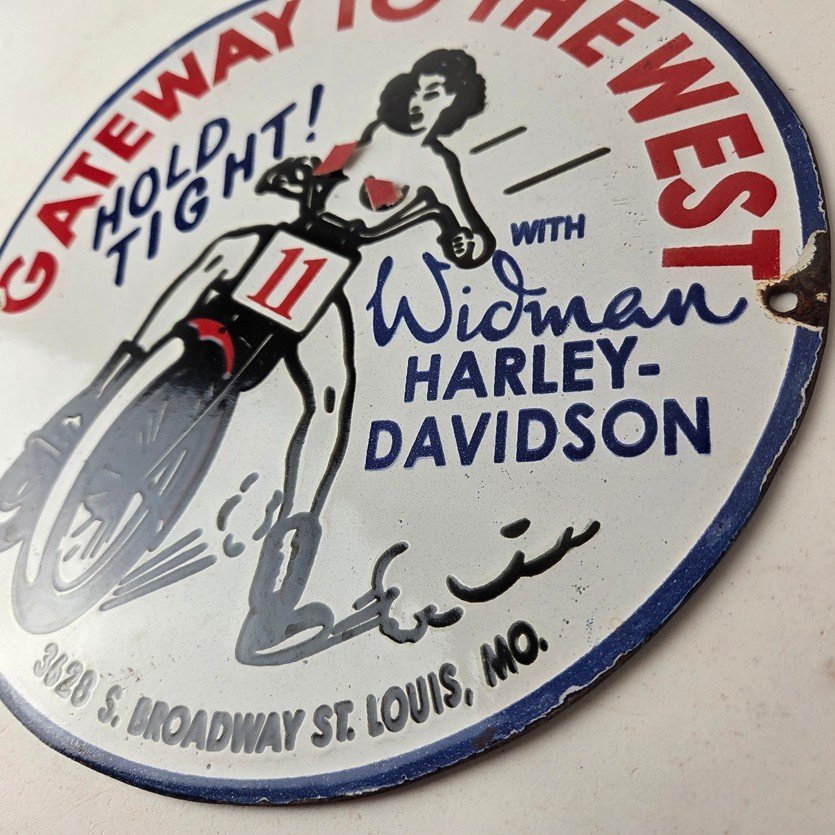 GATEWAY TO THE WEST
HOLD
TIGHT!
11
WITH
Widman
HARLEY-
DAVIDSON
3628 S. BROADWAY ST. LOUIS, MO.